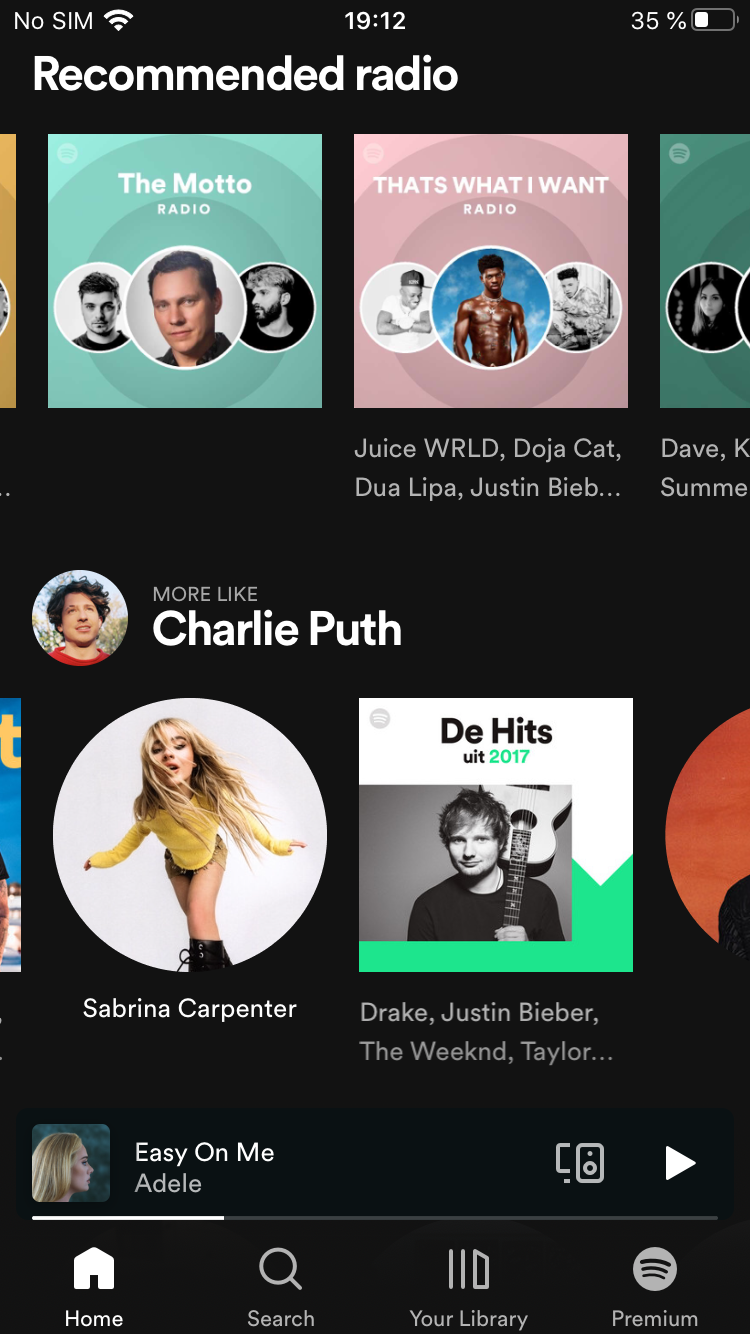 No SIM 19:12 35 %
Recommended radio
The Motto
RADIO
THATS WHAT I WANT
RADIO
Juice WRLD, Doja Cat,
Dua Lipa, Justin Bieb...
Dave, K
Summe
MORE LIKE
Charlie Puth
t
De Hits
uit 2017
Sabrina Carpenter
Drake, Justin Bieber,
The Weeknd, Taylor...
Easy On Me
Adele
Home Search Your Library Premium